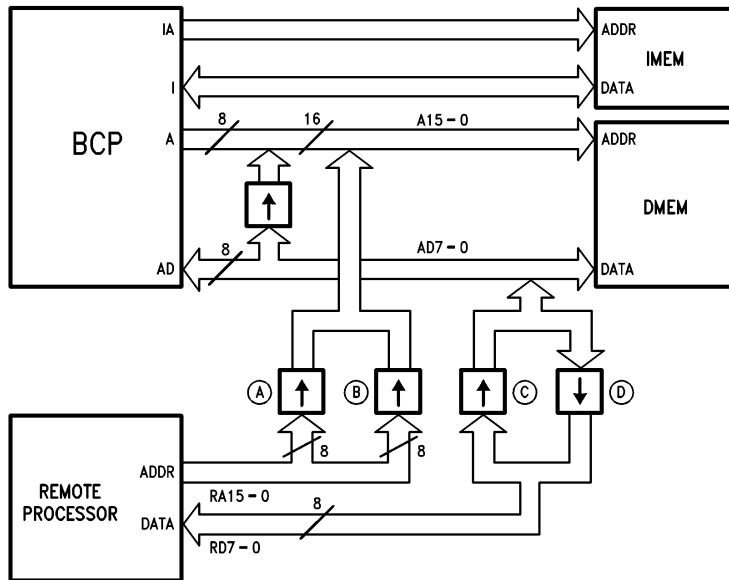 IA
ADDR
IMEM
I
DATA
BCP
8
16
A15-0
A
ADDR
DMEM
8
AD7-0
AD
DATA
A
B
C
D
ADDR
8
8
REMOTE
PROCESSOR
RA15-0
8
DATA
RD7-0